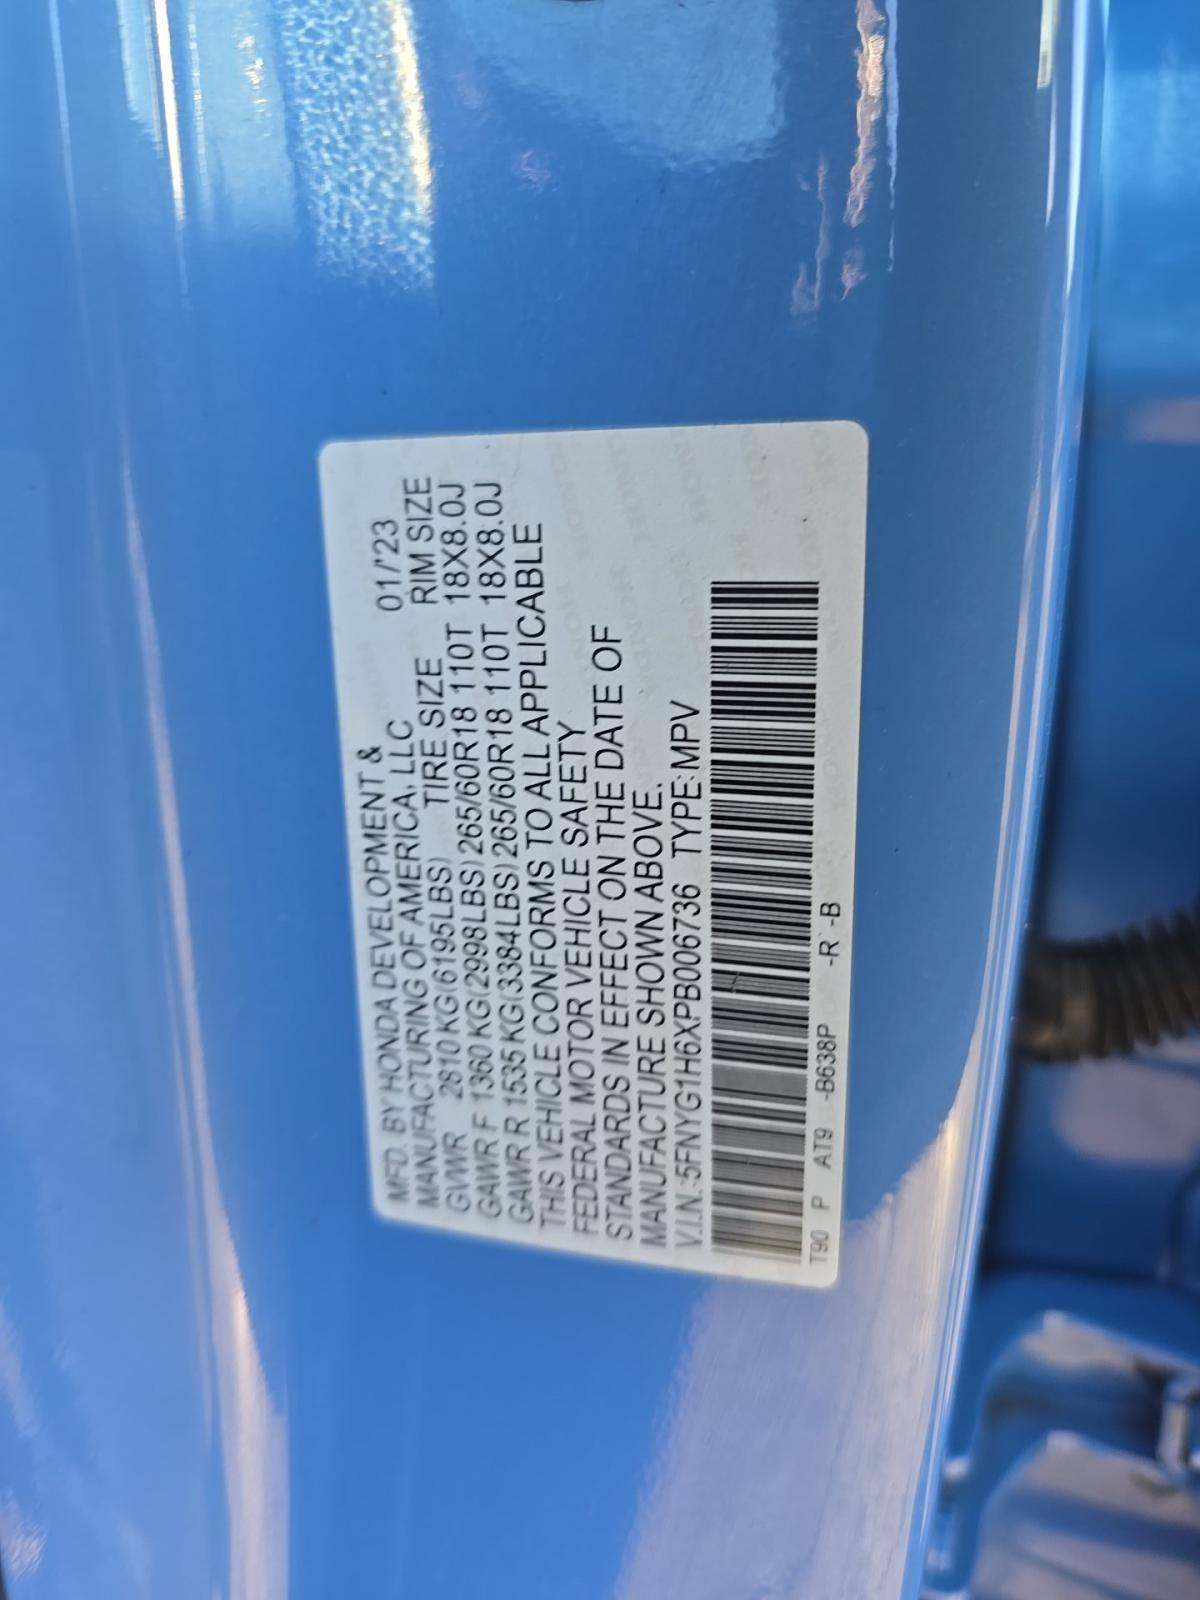 MFD. BY HONDA DEVELOPMENT & 01/'23
MANUFACTURING OF AMERICA, LLC
GVWR 2810 KG(6195LBS) TIRE SIZE RIM SIZE
GAWR F 1360 KG(2998LBS) 265/60R18 110T 18X8.0J
GAWR R 1535 KG(3384LBS) 265/60R18 110T 18X8.0J
THIS VEHICLE CONFORMS TO ALL APPLICABLE
FEDERAL MOTOR VEHICLE SAFETY
STANDARDS IN EFFECT ON THE DATE OF
MANUFACTURE SHOWN ABOVE.
V.I.N.:5FNYG1H6XPB006736 TYPE:MPV
T90 P AT9 -B638P -R -B